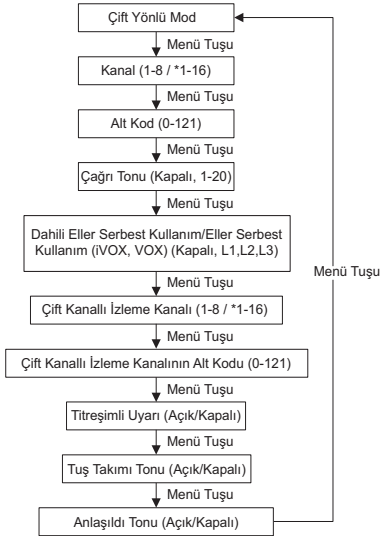 Çift Yönlü Mod
Menü Tuşu
Kanal (1-8 / *1-16)
Menü Tuşu
Alt Kod (0-121)
Menü Tuşu
Çağrı Tonu (Kapalı, 1-20)
Menü Tuşu
Dahili Eller Serbest Kullanım/Eller Serbest
Kullanım (iVOX, VOX) (Kapalı, L1,L2,L3)
Menü Tuşu
Menü Tuşu
Çift Kanallı İzleme Kanalı (1-8 / *1-16)
Menü Tuşu
Çift Kanallı İzleme Kanalının Alt Kodu (0-121)
Menü Tuşu
Titreşimli Uyarı (Açık/Kapalı)
Menü Tuşu
Tuş Takımı Tonu (Açık/Kapalı)
Menü Tuşu
Anlaşıldı Tonu (Açık/Kapalı)